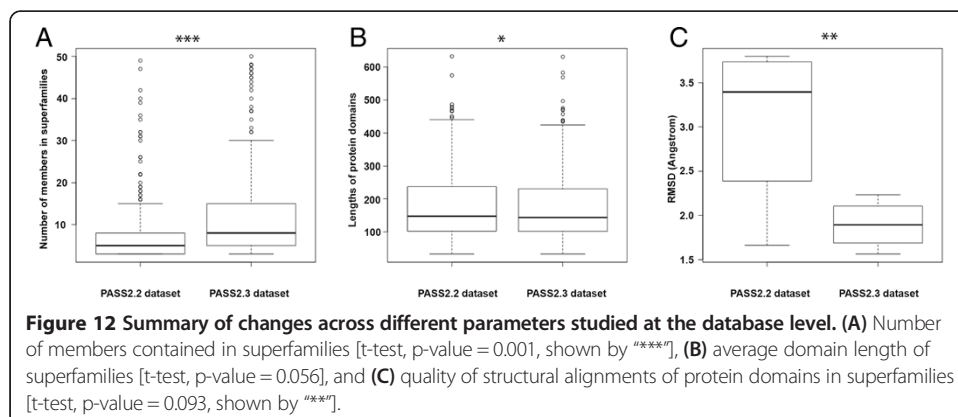 A
***
Number of members in superfamilies
50
40
30
20
10
PASS2.2 dataset PASS2.3 dataset
B
*
Lengths of protein domains
600
500
400
300
200
100
PASS2.2 dataset PASS2.3 dataset
C
**
RMSD (Angstrom)
3.5
3.0
2.5
2.0
1.5
PASS2.2 dataset PASS2.3 dataset
Figure 12 Summary of changes across different parameters studied at the database level. (A) Number
of members contained in superfamilies [t-test, p-value = 0.001, shown by “***”], (B) average domain length of
superfamilies [t-test, p-value = 0.056], and (C) quality of structural alignments of protein domains in superfamilies
[t-test, p-value = 0.093, shown by “**”].